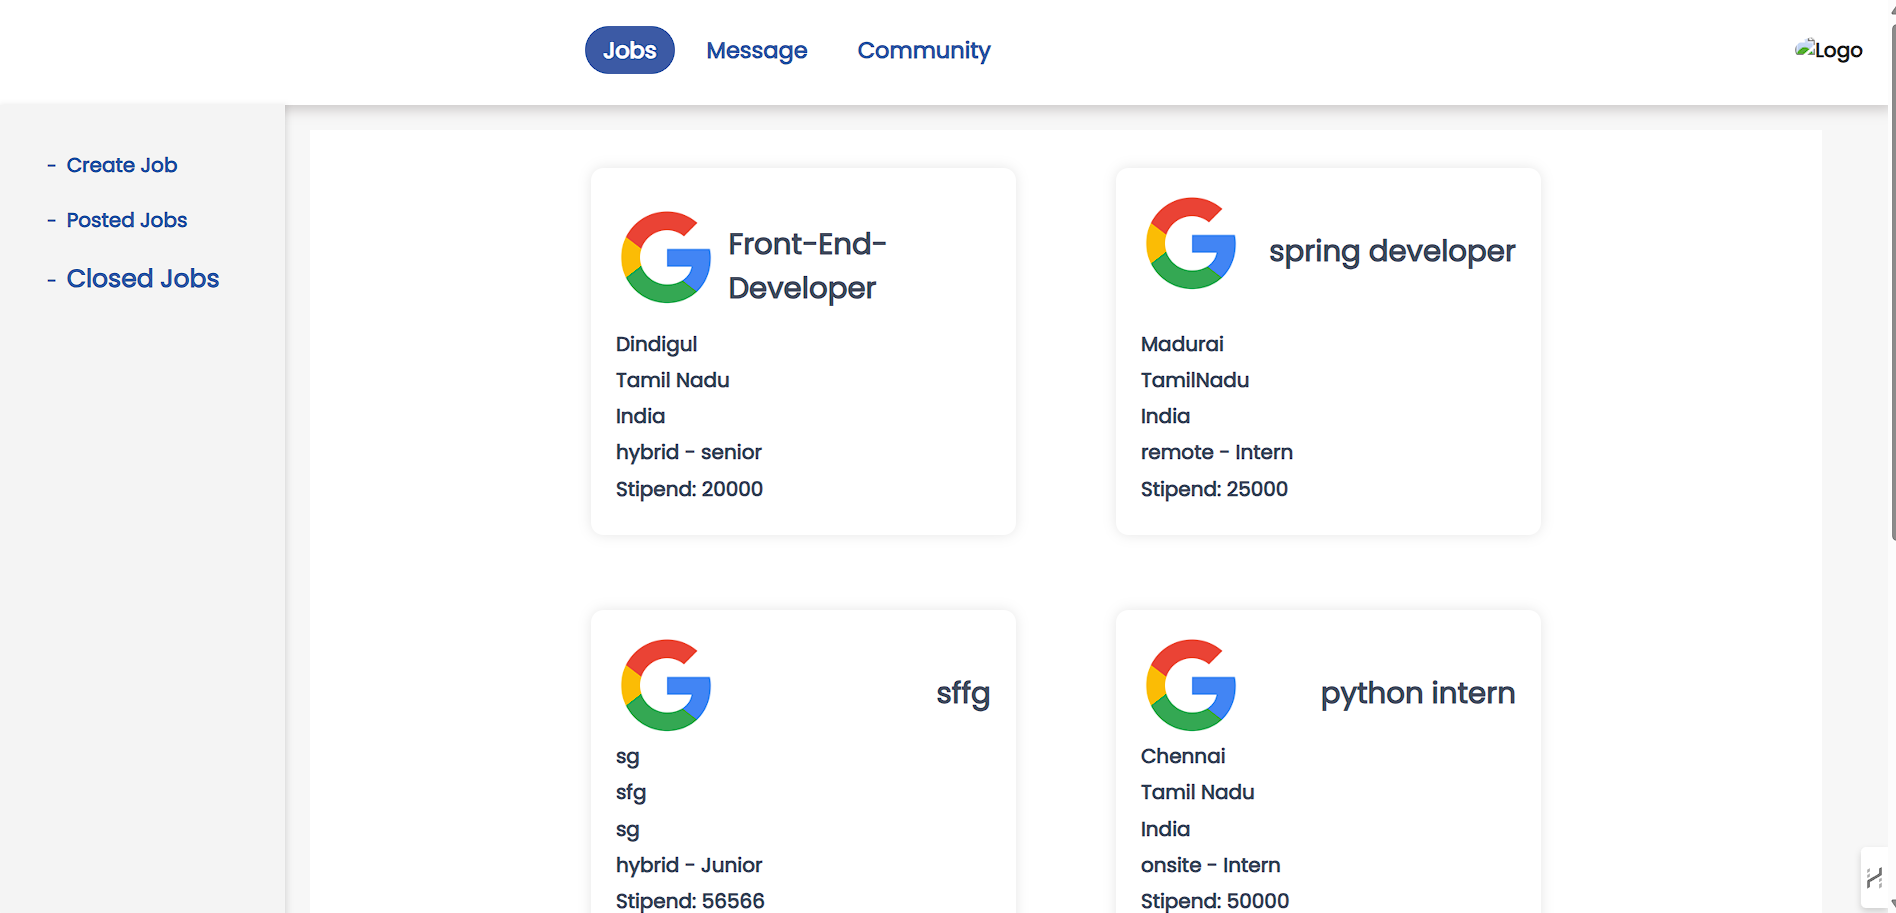 Jobs Message Community Logo
- Create Job
- Posted Jobs
- Closed Jobs
Front-End-
Developer
Dindigul
Tamil Nadu
India
hybrid - senior
Stipend: 20000
spring developer
Madurai
TamilNadu
India
remote - Intern
Stipend: 25000
sffg
sg
sfg
sg
hybrid - Junior
Stipend: 56566
python intern
Chennai
Tamil Nadu
India
onsite - Intern
Stipend: 50000